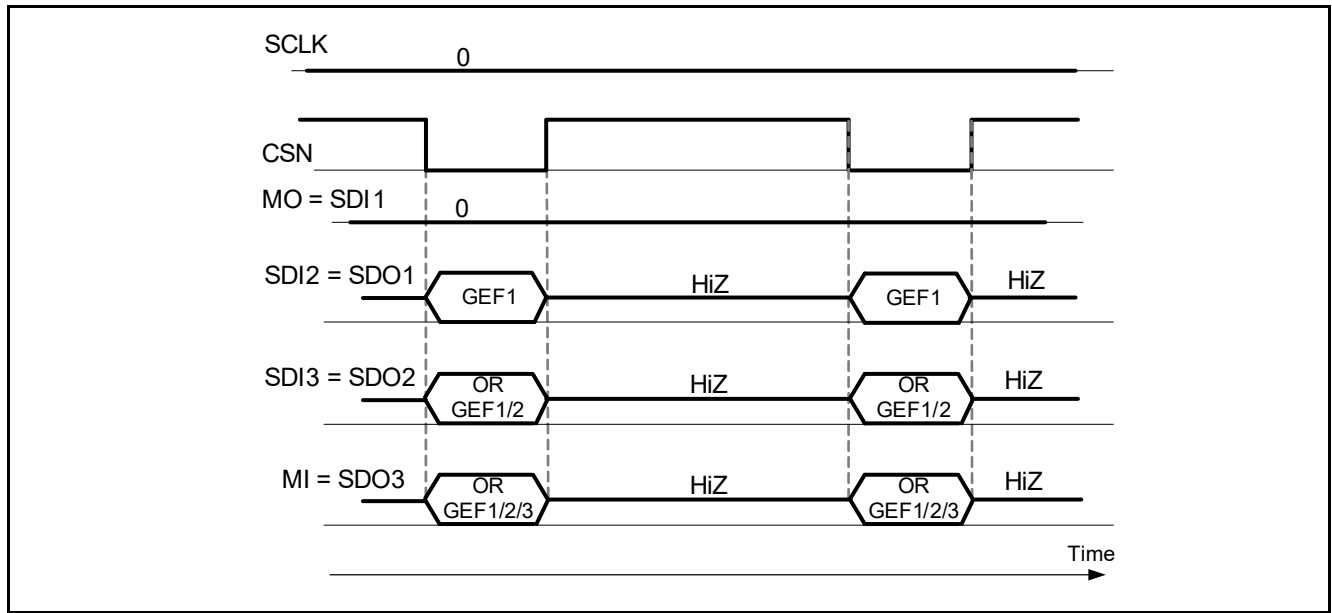 SCLK
0
CSN
MO = SDI1
0
SDI2 = SDO1
GEF1
HiZ
GEF1
HiZ
SDI3 = SDO2
OR
GEF1/2
HiZ
OR
GEF1/2
HiZ
MI = SDO3
OR
GEF1/2/3
HiZ
OR
GEF1/2/3
HiZ
Time